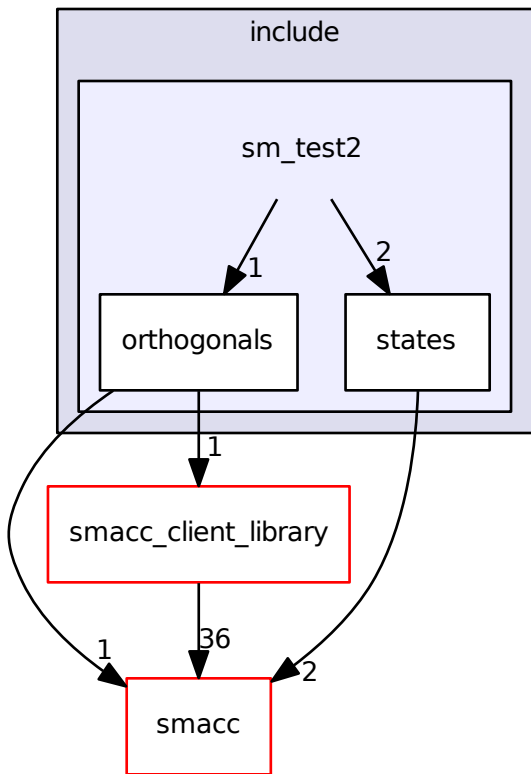 include
sm_test2
1
2
orthogonals
states
1
smacc_client_library
1
36
2
smacc